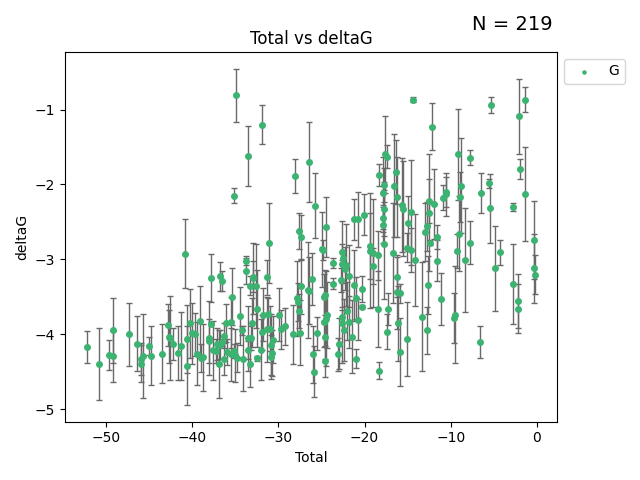 N = 219
Total vs deltaG
G
deltaG
−1
−2
−3
−4
−5
−50 −40 −30 −20 −10 0
Total